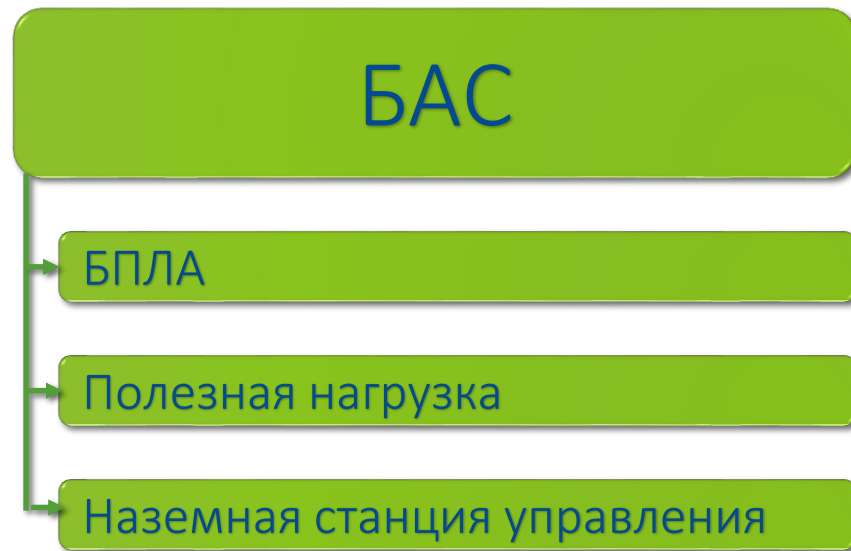 БАС
БПЛА
Полезная нагрузка
Наземная станция управления